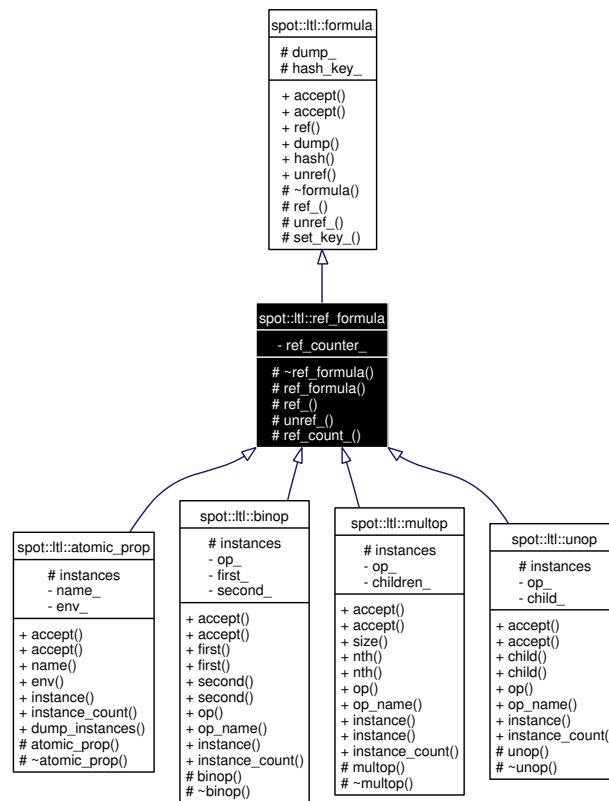 spot::ltl::formula
# dump_
# hash_key_
+ accept()
+ accept()
+ ref()
+ dump()
+ hash()
+ unref()
# ~formula()
# ref_()
# unref_()
# set_key_()
spot::ltl::ref_formula
- ref_counter_
# ~ref_formula()
# ref_formula()
# ref_()
# unref_()
# ref_count_()
spot::ltl::atomic_prop
# instances
- name_
- env_
+ accept()
+ accept()
+ name()
+ env()
+ instance()
+ instance_count()
+ dump_instances()
# atomic_prop()
# ~atomic_prop()
spot::ltl::binop
# instances
- op_
- first_
- second_
+ accept()
+ accept()
+ first()
+ first()
+ second()
+ second()
+ op()
+ op_name()
+ instance()
+ instance_count()
# binop()
# ~binop()
spot::ltl::multop
# instances
- op_
- children_
+ accept()
+ accept()
+ size()
+ nth()
+ nth()
+ op()
+ op_name()
+ instance()
+ instance()
+ instance_count()
# multop()
# ~multop()
spot::ltl::unop
# instances
- op_
- child_
+ accept()
+ accept()
+ child()
+ child()
+ op()
+ op_name()
+ instance()
+ instance_count()
# unop()
# ~unop()